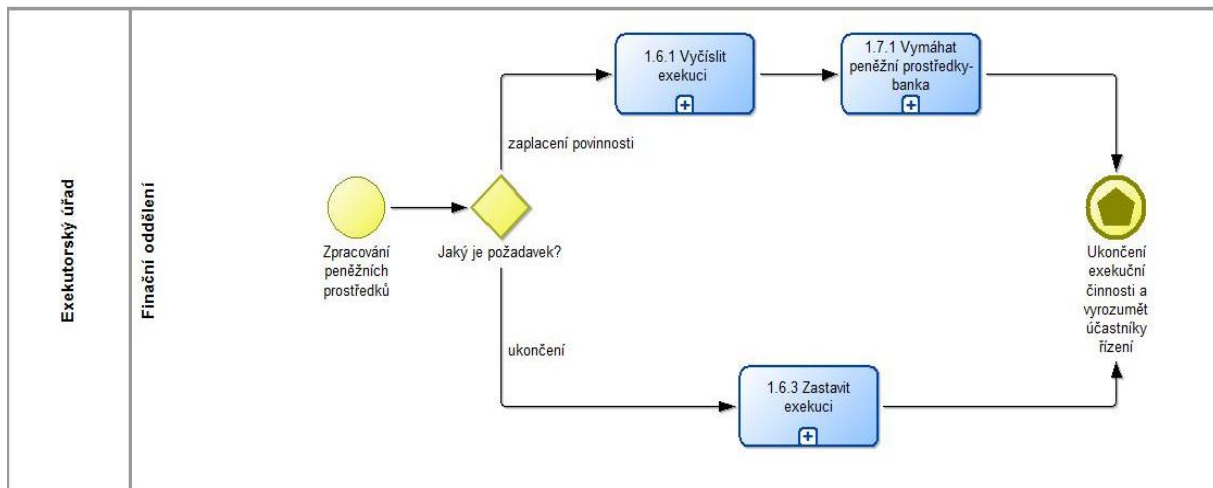 Exekutorský úřad
Finanční oddělení
Zpracování
peněžních
prostředků
Jaký je požadavek?
zaplacení povinnosti
1.6.1 Vyčíslit
exekuci
1.7.1 Vymáhat
peněžní prostředky-
banka
ukončení
1.6.3 Zastavit
exekuci
Ukončení
exekuční
činnosti a
vyrozumět
účastníky
řízení